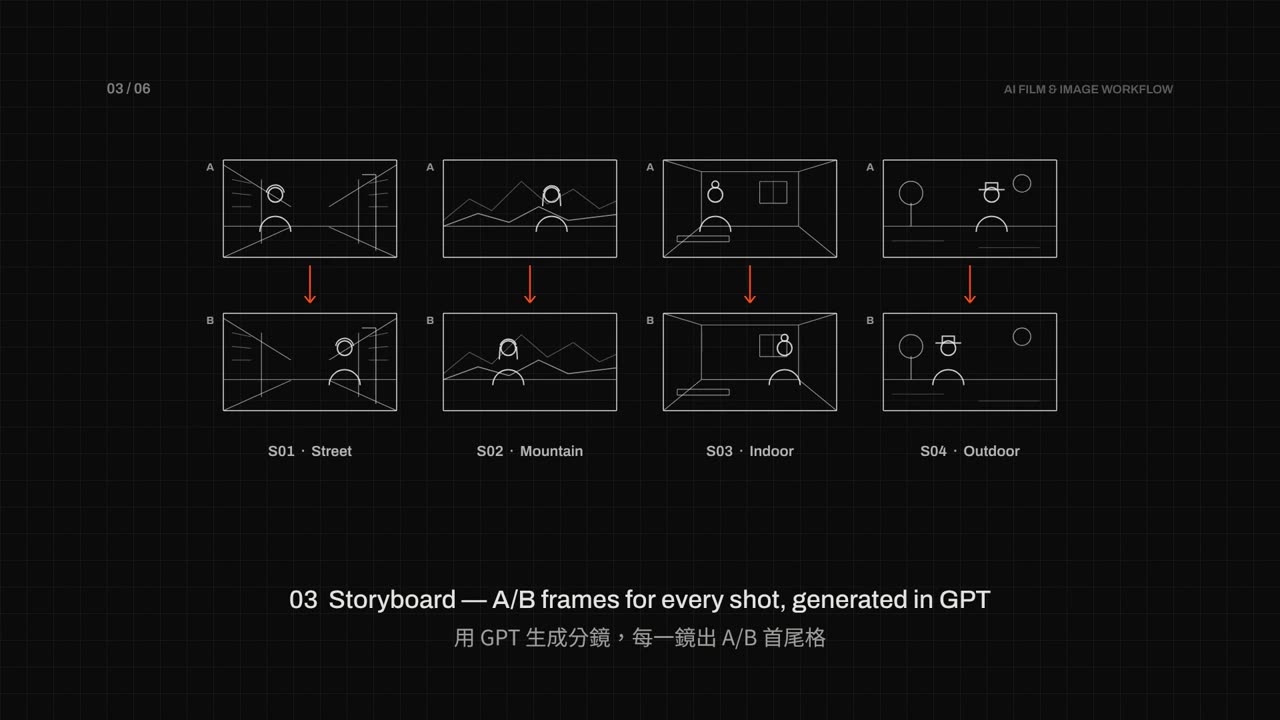 03 / 06
AI FILM & IMAGE WORKFLOW
A
A
A
A
B
B
B
B
S01 · Street
S02 · Mountain
S03 · Indoor
S04 · Outdoor
03 Storyboard — A/B frames for every shot, generated in GPT
用 GPT 生成分鏡，每一鏡出 A/B 首尾格